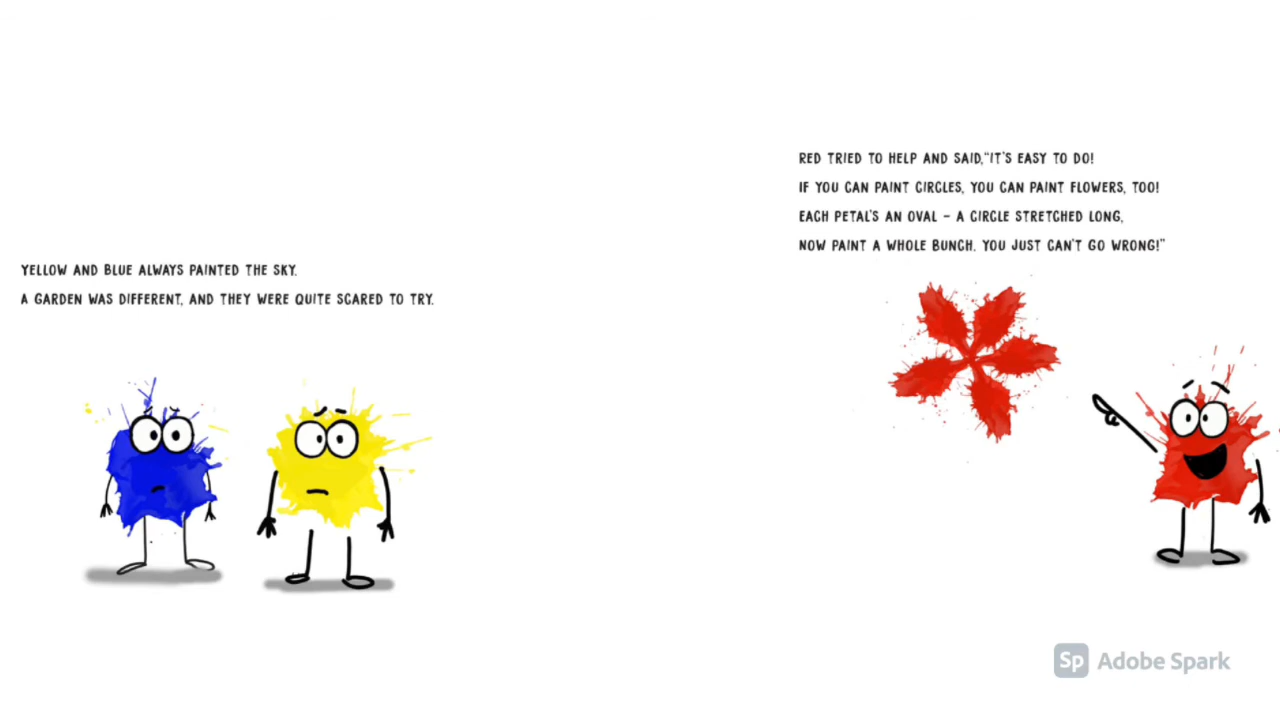 YELLOW AND BLUE ALWAYS PAINTED THE SKY.
A GARDEN WAS DIFFERENT, AND THEY WERE QUITE SCARED TO TRY.
RED TRIED TO HELP AND SAID,"IT'S EASY TO DO!
IF YOU CAN PAINT CIRCLES, YOU CAN PAINT FLOWERS, TOO!
EACH PETAL'S AN OVAL – A CIRCLE STRETCHED LONG,
NOW PAINT A WHOLE BUNCH. YOU JUST CAN'T GO WRONG!"
Sp Adobe Spark